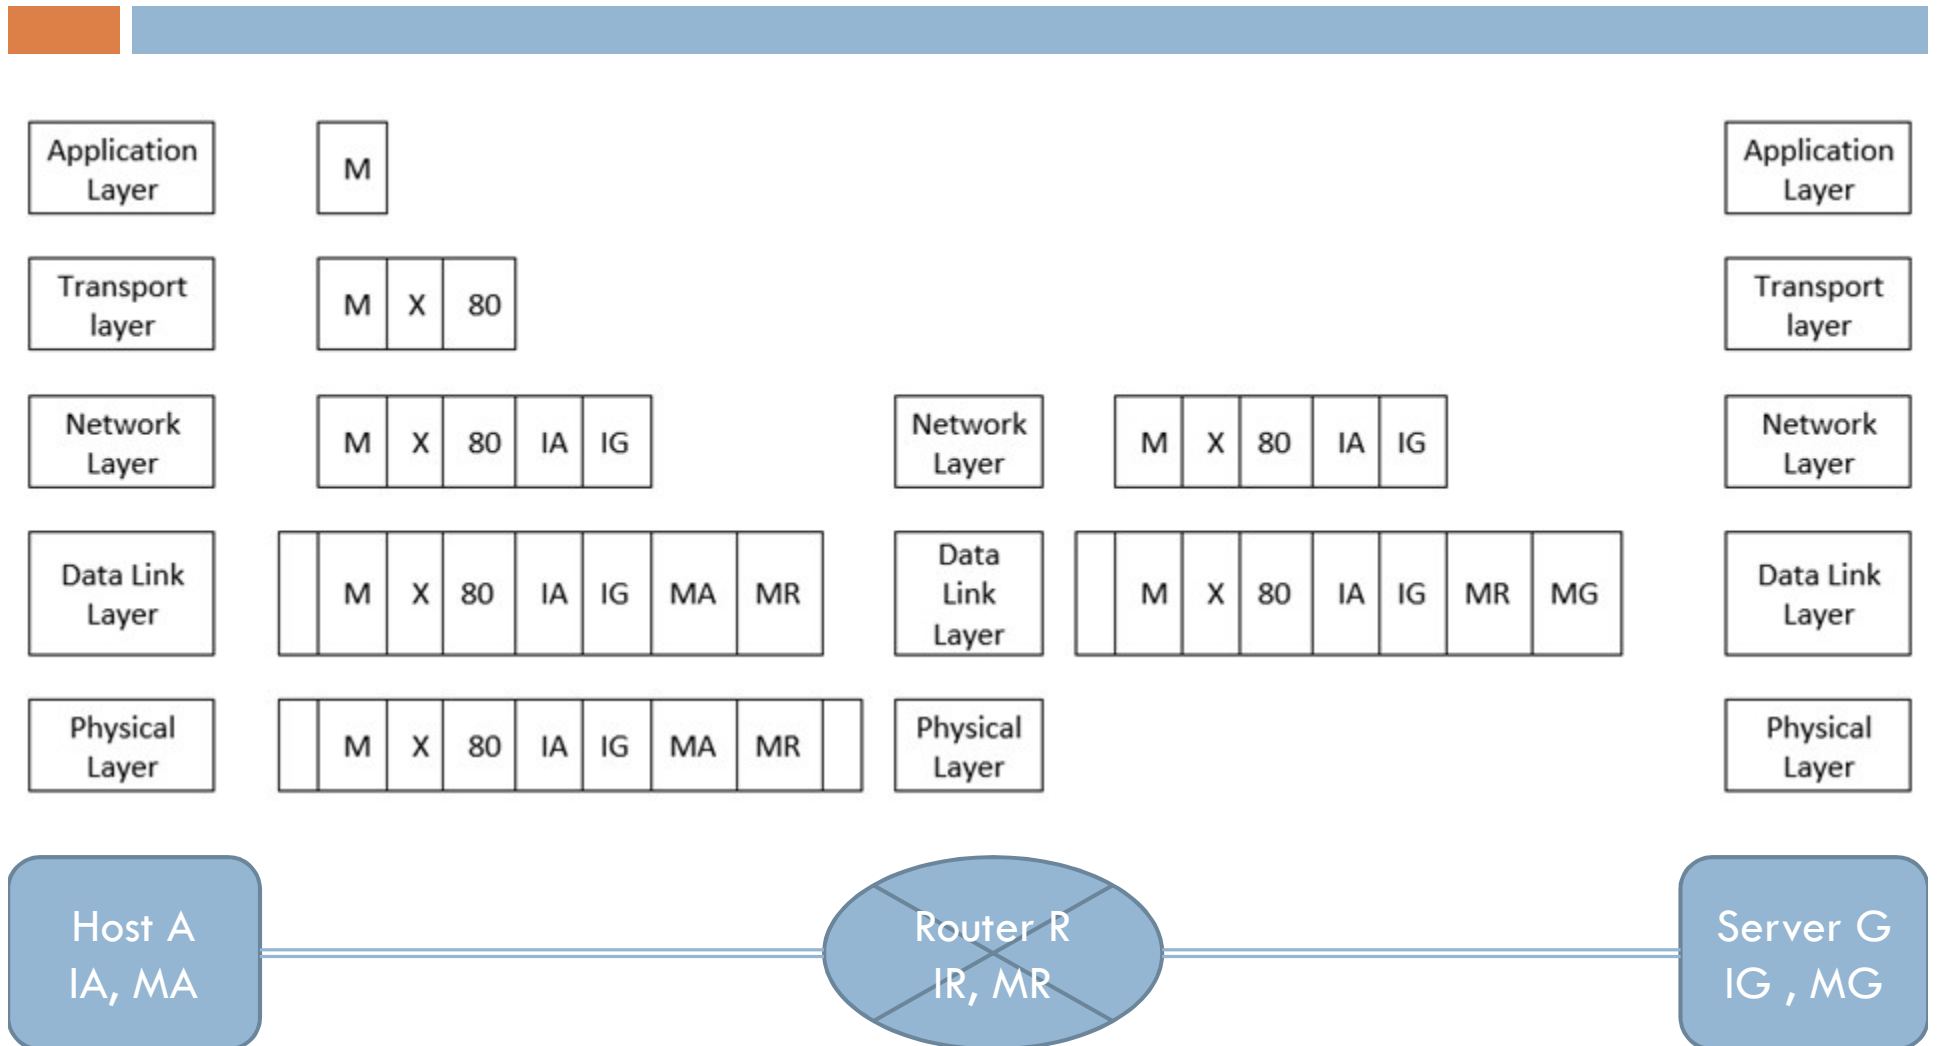 Application
Layer
M
Application
Layer
Transport
layer
M X 80
Transport
layer
Network
Layer
M X 80 IA IG
Network
Layer
M X 80 IA IG
Network
Layer
Data Link
Layer
M X 80 IA IG MA MR
Data
Link
Layer
M X 80 IA IG MR MG
Data Link
Layer
Physical
Layer
M X 80 IA IG MA MR
Physical
Layer
Physical
Layer
Host A
IA, MA
Router R
IR, MR
Server G
IG , MG